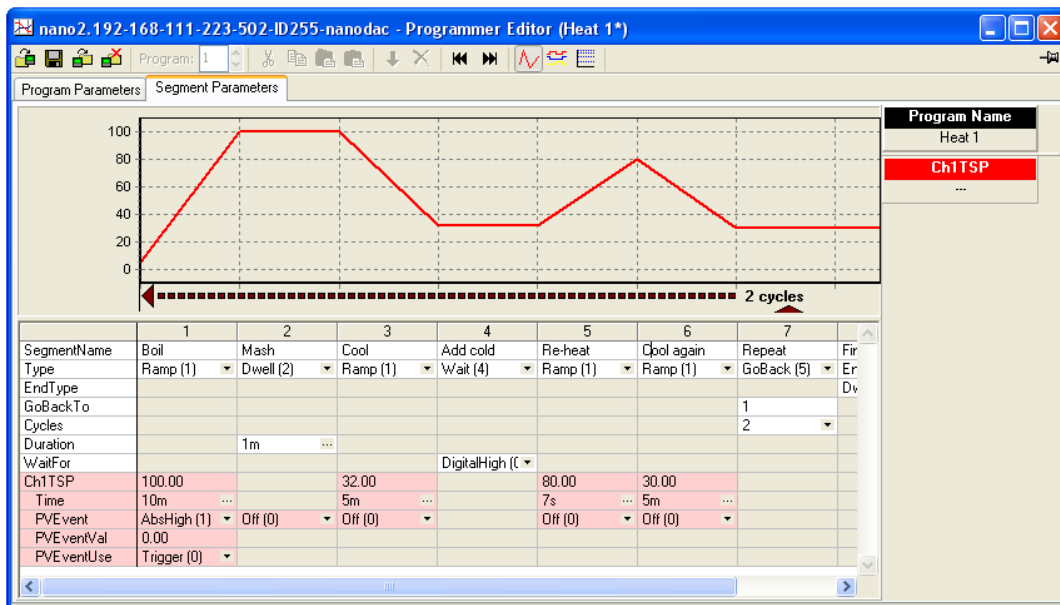 nano2.192-168-111-223-502-ID255-nanodac - Programmer Editor (Heat 1*)
Program: 1
Program Parameters Segment Parameters
Program Name
Heat 1
Ch1TSP
---
100
80
60
40
20
0
2 cycles
1 2 3 4 5 6 7
SegmentName Boil Mash Cool Add cold Re-heat Cool again Repeat Fir
Type Ramp (1) Dwell (2) Ramp (1) Wait (4) Ramp (1) Ramp (1) GoBack (5) En
EndType Dw
GoBackTo 1
Cycles 2
Duration 1m ...
WaitFor DigitalHigh (0
Ch1TSP 100.00 32.00 80.00 30.00
Time 10m ... 5m ... 7s ... 5m ...
PVEvent AbsHigh (1) Off (0) Off (0) Off (0) Off (0)
PVEventVal 0.00
PVEventUse Trigger (0)